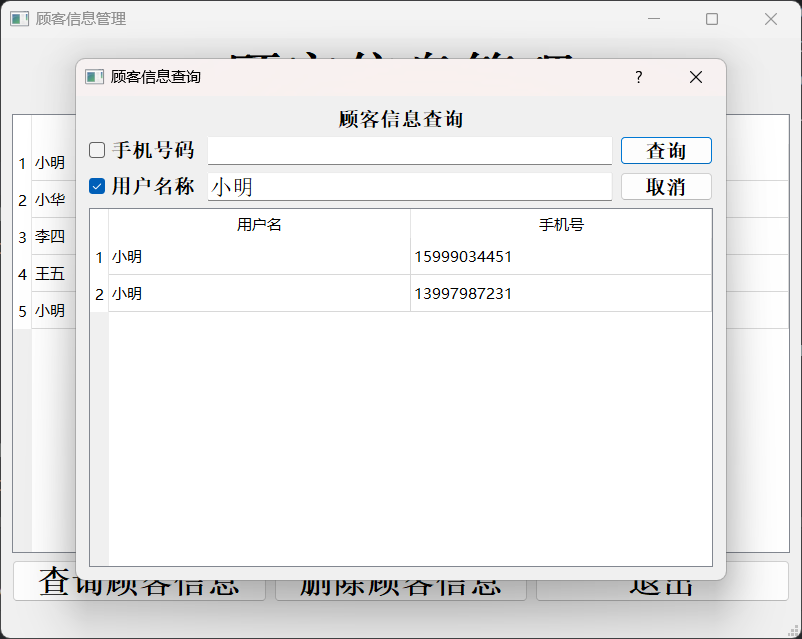 顾客信息管理
顾客信息查询
?
顾客信息查询
手机号码
查询
用户名称 小明
取消
用户名 手机号
1 小明 15999034451
2 小明 13997987231
1 小明
2 小华
3 李四
4 王五
5 小明
查询顾客信息 删除顾客信息 退出